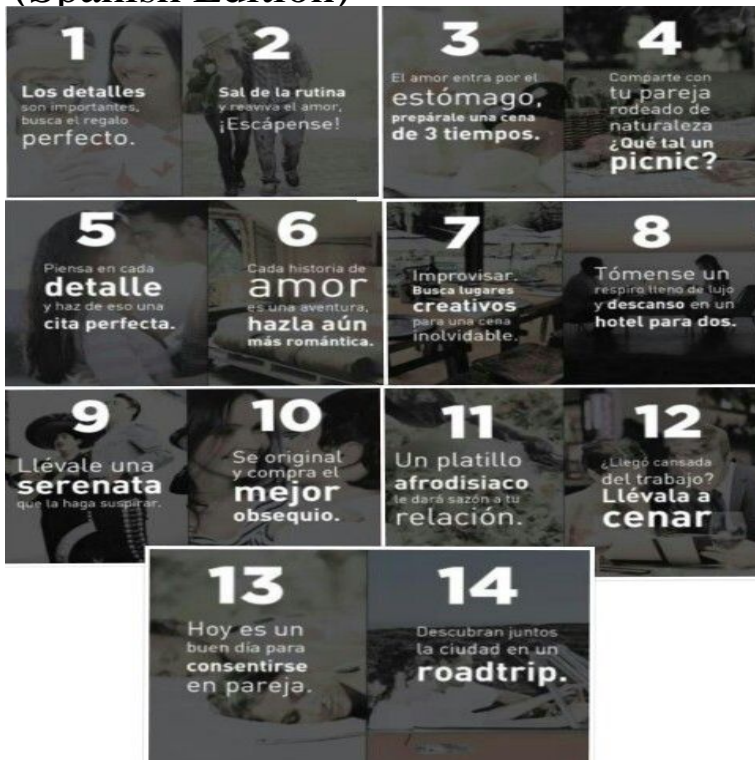 (Spanish Edition)
1
Los detalles
son importantes,
busca el regalo
perfecto.
2
Sal de la rutina
y reaviva el amor,
¡Escápense!
3
El amor entra por el
estómago,
prepárale una cena
de 3 tiempos.
4
Comparte con
tu pareja
rodeado de
naturaleza
¿Qué tal un
picnic?
5
Piensa en cada
detalle
y haz de eso una
cita perfecta.
6
Cada historia de
amor
es una aventura,
hazla aún
más romántica.
7
Improvisar.
Busca lugares
creativos
para una cena
inolvidable.
8
Tómense un
respiro lleno de lujo
y descanso en un
hotel para dos.
9
Llévale una
serenata
que la haga suspirar.
10
Se original
y compra el
mejor
obsequio.
11
Un platillo
afrodisiaco
le dará sazón a tu
relación.
12
¿Llegó cansada
del trabajo?
Llévala a
cenar
13
Hoy es un
buen día para
consentirse
en pareja.
14
Descubran juntos
la ciudad en un
roadtrip.